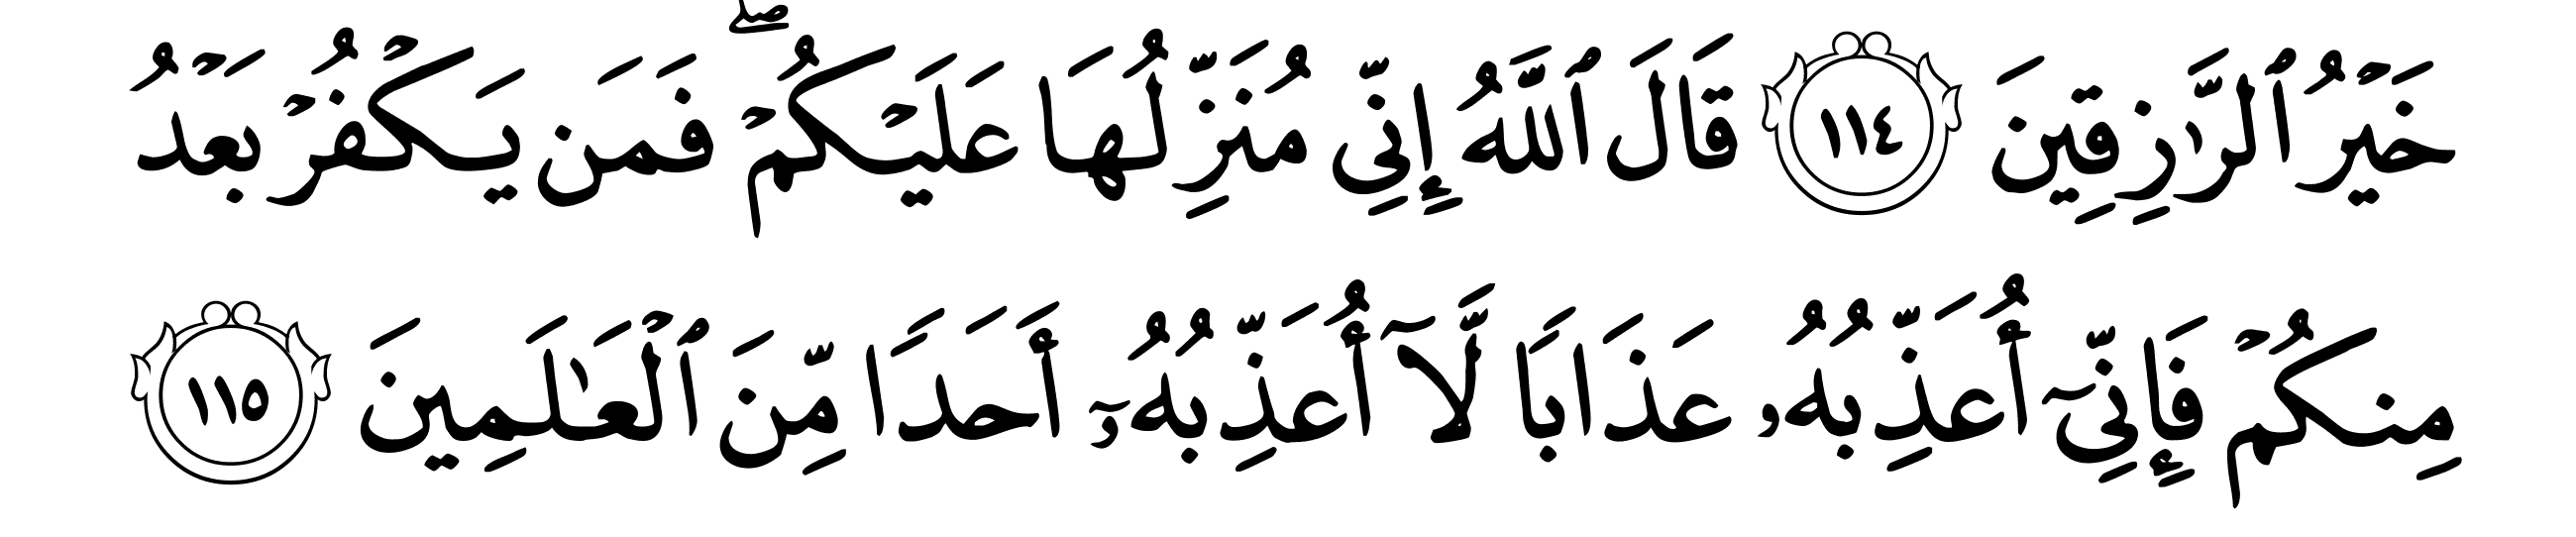 خَيْرُ ٱلرَّٰزِقِينَ ١١٤ قَالَ ٱللَّهُ إِنِّى مُنَزِّلُهَا عَلَيْكُمْ ۖ فَمَن يَكْفُرْ بَعْدُ
مِنكُمْ فَإِنِّىٓ أُعَذِّبُهُۥ عَذَابًا لَّآ أُعَذِّبُهُۥٓ أَحَدًا مِّنَ ٱلْعَٰلَمِينَ ١١٥